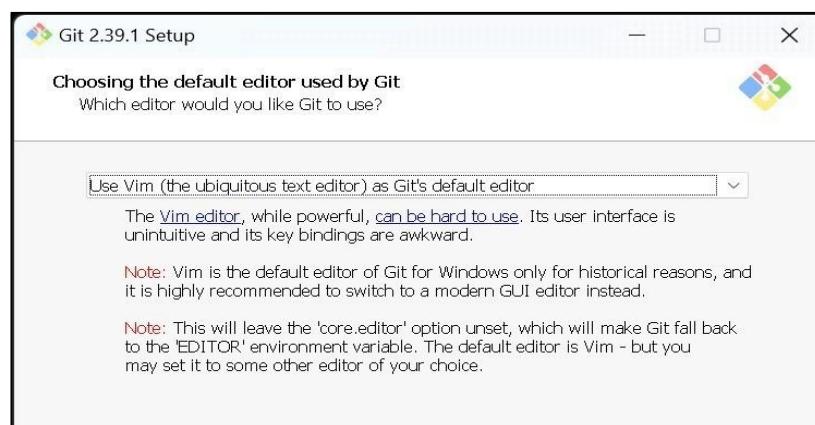 Git 2.39.1 Setup
Choosing the default editor used by Git
Which editor would you like Git to use?
Use Vim (the ubiquitous text editor) as Git's default editor
The Vim editor, while powerful, can be hard to use. Its user interface is
unintuitive and its key bindings are awkward.
Note: Vim is the default editor of Git for Windows only for historical reasons, and
it is highly recommended to switch to a modern GUI editor instead.
Note: This will leave the 'core.editor' option unset, which will make Git fall back
to the 'EDITOR' environment variable. The default editor is Vim - but you
may set it to some other editor of your choice.